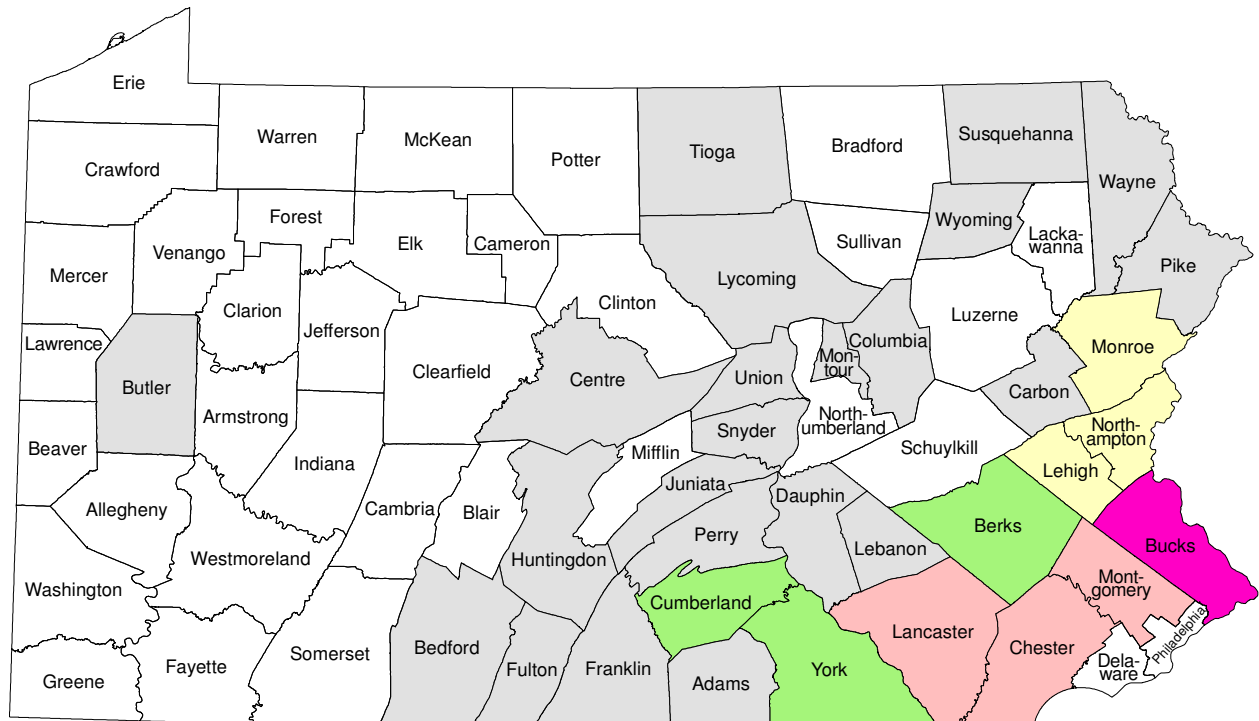 Erie
Warren
McKean
Potter
Tioga
Bradford
Susquehanna
Wayne
Crawford
Forest
Venango
Elk
Cameron
Lycoming
Sullivan
Wyoming
Lacka-
wanna
Pike
Mercer
Clarion
Jefferson
Clinton
Luzerne
Columbia
Mon-
tour
Monroe
Lawrence
Butler
Clearfield
Centre
Union
Carbon
Armstrong
North-
umberland
North-
ampton
Beaver
Indiana
Mifflin
Snyder
Schuylkill
Lehigh
Allegheny
Cambria
Blair
Juniata
Dauphin
Berks
Westmoreland
Huntingdon
Perry
Lebanon
Bucks
Washington
Cumberland
Mont-
gomery
Philadelphia
Greene
Fayette
Somerset
Bedford
Fulton
Franklin
Adams
York
Lancaster
Chester
Dela-
ware